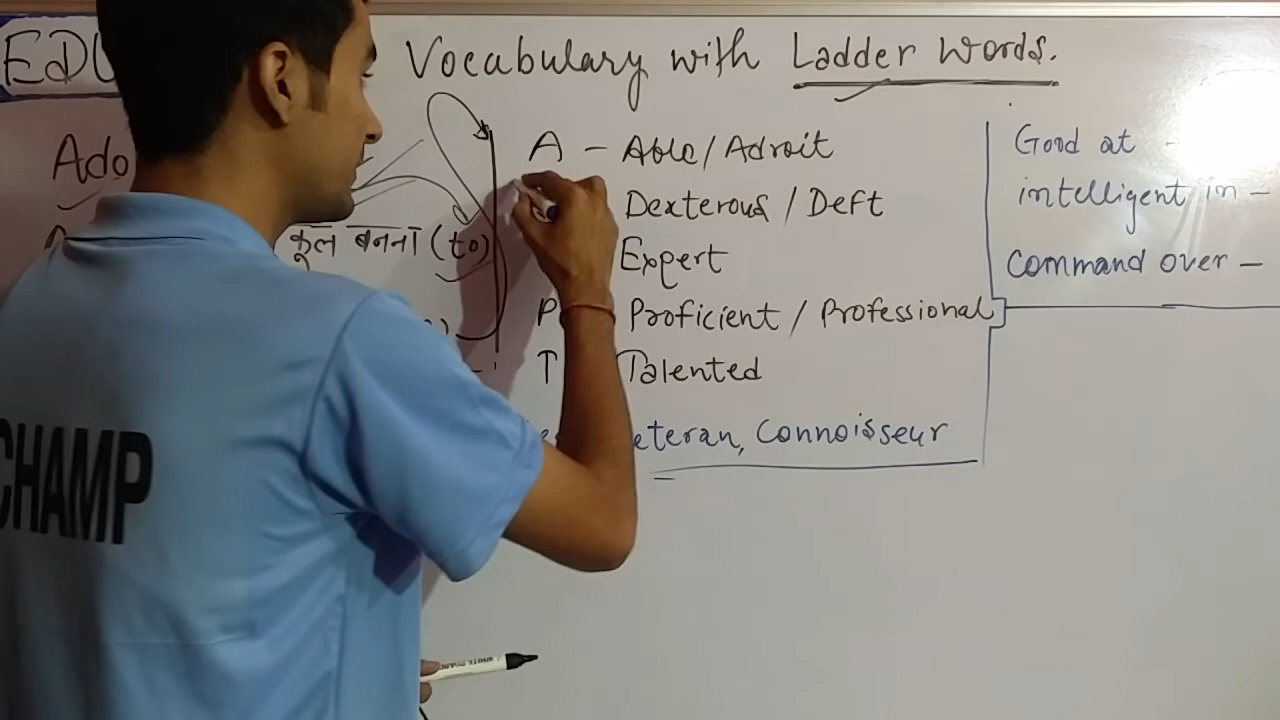 EDU
Vocabulary with Ladder Words.
Ado
कूल बनना (to)
A - Able/Adroit
Dexterous / Deft
Expert
P Proficient / Professional
T Talented
eteran, Connoisseur
Good at -
intelligent in -
Command over -
CHAMP